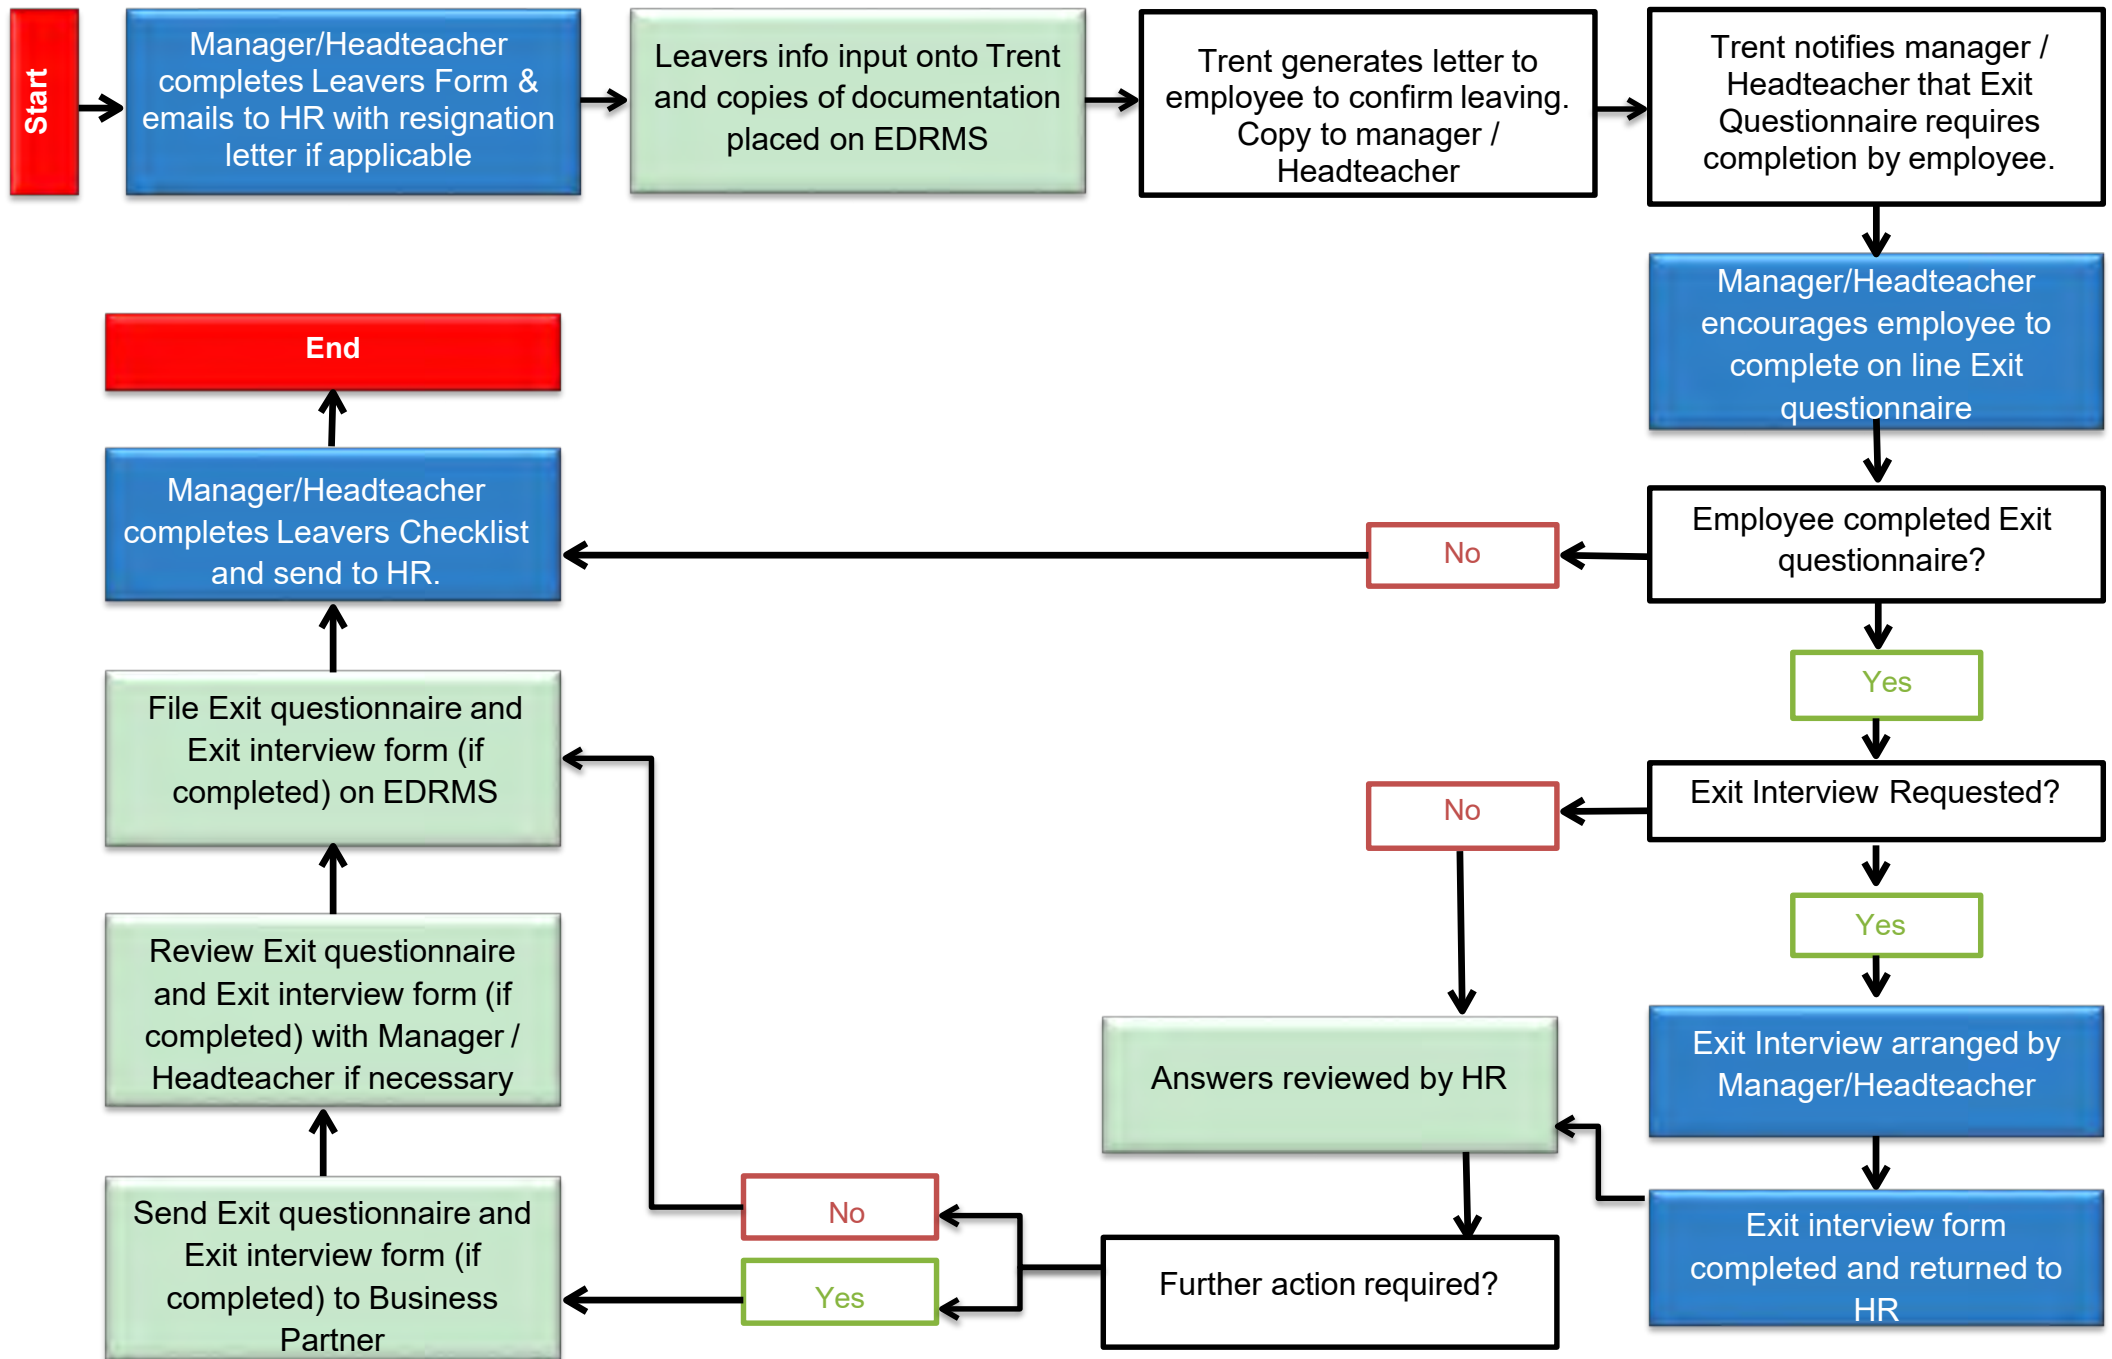 Start
Manager/Headteacher
completes Leavers Form &
emails to HR with resignation
letter if applicable
Leavers info input onto Trent
and copies of documentation
placed on EDRMS
Trent generates letter to
employee to confirm leaving.
Copy to manager /
Headteacher
Trent notifies manager /
Headteacher that Exit
Questionnaire requires
completion by employee.
Manager/Headteacher
encourages employee to
complete on line Exit
questionnaire
Employee completed Exit
questionnaire?
No
Yes
Exit Interview Requested?
No
Yes
Exit Interview arranged by
Manager/Headteacher
Exit interview form
completed and returned to
HR
Answers reviewed by HR
Further action required?
No
Yes
Send Exit questionnaire and
Exit interview form (if
completed) to Business
Partner
Review Exit questionnaire
and Exit interview form (if
completed) with Manager /
Headteacher if necessary
File Exit questionnaire and
Exit interview form (if
completed) on EDRMS
Manager/Headteacher
completes Leavers Checklist
and send to HR.
End